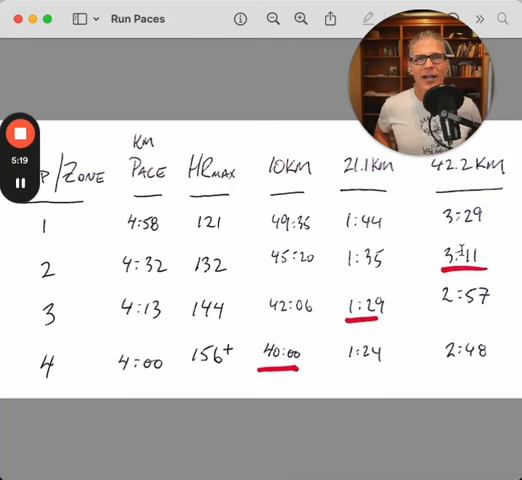 Run Paces
5:19
P/ZONE KM PACE HRMAX 10KM 21.1KM 42.2KM
1 4:58 121 49:35 1:44 3:29
2 4:32 132 45:20 1:35 3:11
3 4:13 144 42:06 1:29 2:57
4 4:00 156+ 40:00 1:24 2:48